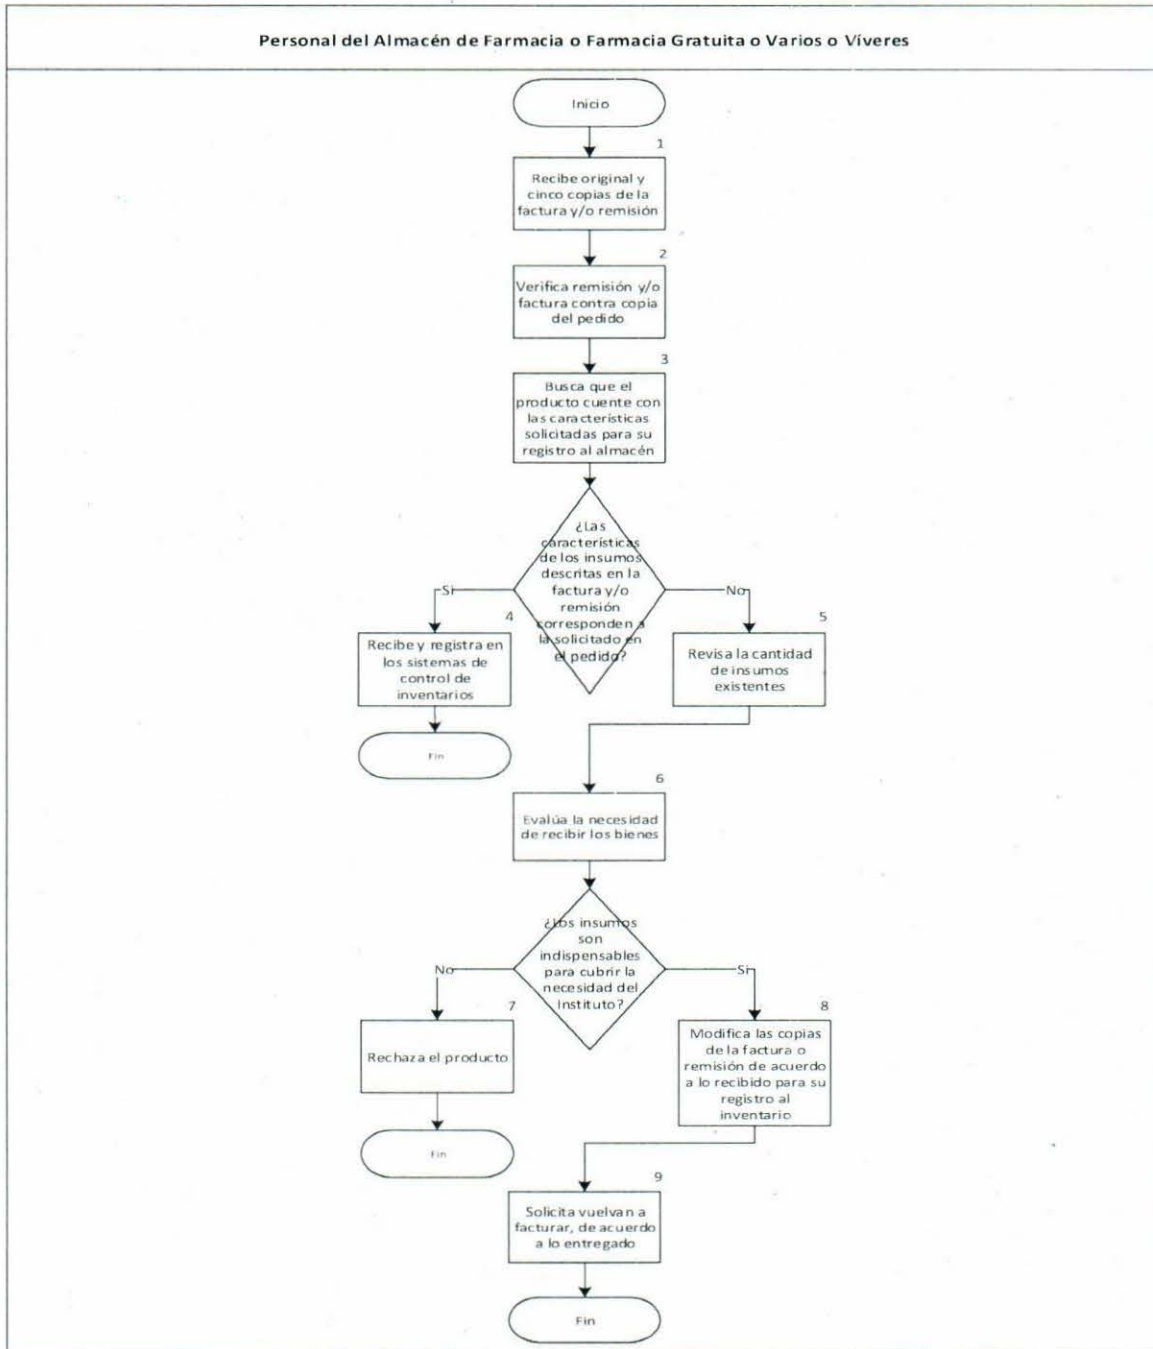 Personal del Almacén de Farmacia o Farmacia Gratuita o Varios o Víveres
Inicio
1
Recibe original y
cinco copias de la
factura y/o remisión
2
Verifica remisión y/o
factura contra copia
del pedido
3
Busca que el
producto cuente con
las características
solicitadas para su
registro al almacén
¿Las
características
de los insumos
descritas en la
factura y/o
remisión
corresponden a
la solicitado en
el pedido?
Si
No
4
Recibe y registra en
los sistemas de
control de
inventarios
5
Revisa la cantidad
de insumos
existentes
Fin
6
Evalúa la necesidad
de recibir los bienes
¿Los insumos
son
indispensables
para cubrir la
necesidad del
Instituto?
No
Si
7
Rechaza el producto
8
Modifica las copias
de la factura o
remisión de acuerdo
a lo recibido para su
registro al
inventario
Fin
9
Solicita vuelvan a
facturar, de acuerdo
a lo entregado
Fin